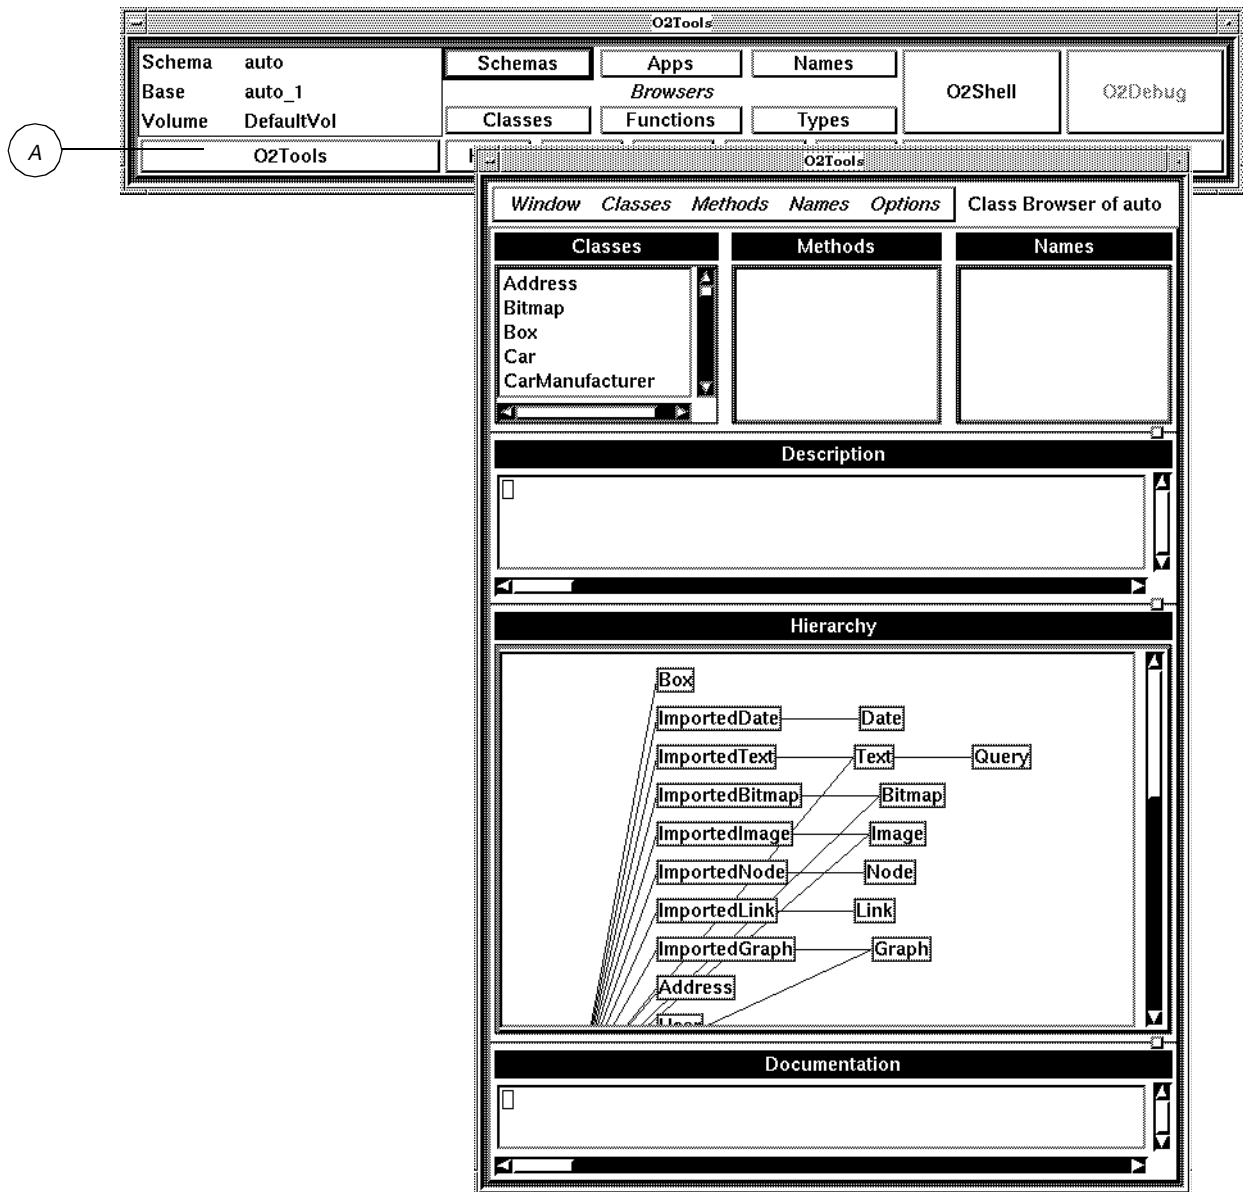 O2Tools
Schema auto
Schemas Apps Names
Base auto_1
Browsers
O2Shell O2Debug
Volume DefaultVol
Classes Functions Types
A
O2Tools
O2Tools
Window Classes Methods Names Options Class Browser of auto
Classes Methods Names
Address
Bitmap
Box
Car
CarManufacturer
Description
Hierarchy
Box
ImportedDate Date
ImportedText Text Query
ImportedBitmap Bitmap
ImportedImage Image
ImportedNode Node
ImportedLink Link
ImportedGraph Graph
Address
User
Documentation